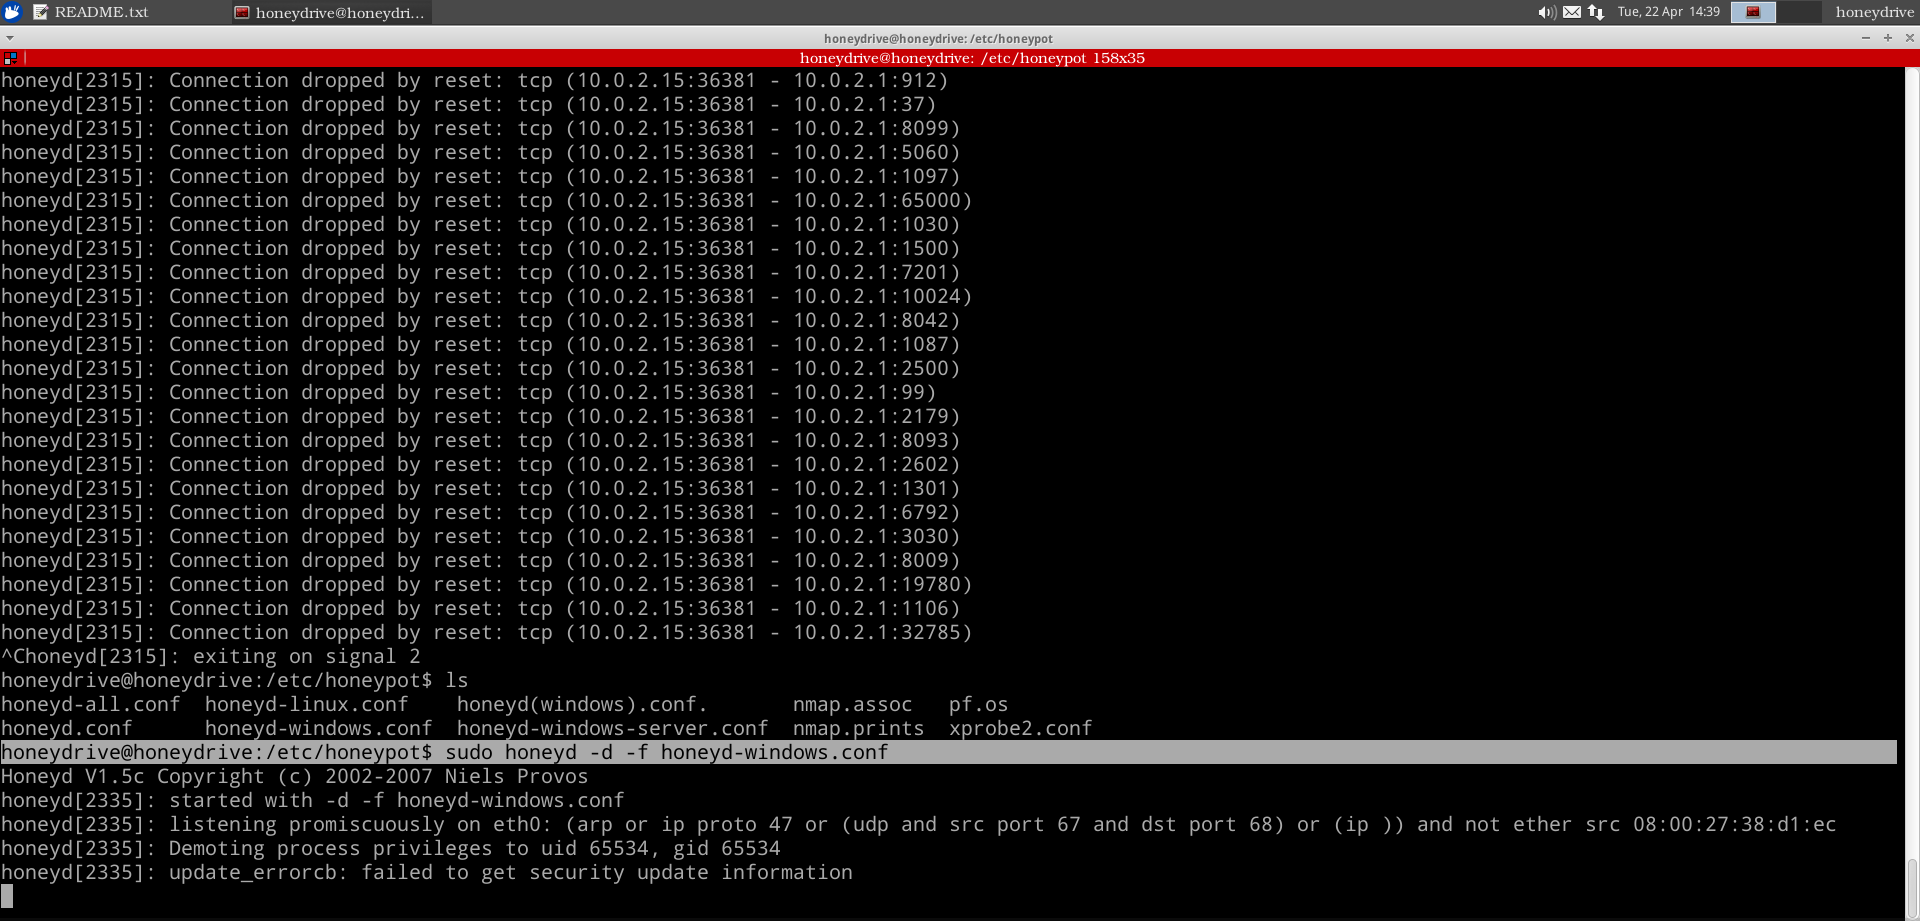 README.txt
honeydrive@honeydri...
Tue, 22 Apr 14:39
honeydrive
honeydrive@honeydrive: /etc/honeypot
honeydrive@honeydrive: /etc/honeypot 158x35
honeyd[2315]: Connection dropped by reset: tcp (10.0.2.15:36381 - 10.0.2.1:912)
honeyd[2315]: Connection dropped by reset: tcp (10.0.2.15:36381 - 10.0.2.1:37)
honeyd[2315]: Connection dropped by reset: tcp (10.0.2.15:36381 - 10.0.2.1:8099)
honeyd[2315]: Connection dropped by reset: tcp (10.0.2.15:36381 - 10.0.2.1:5060)
honeyd[2315]: Connection dropped by reset: tcp (10.0.2.15:36381 - 10.0.2.1:1097)
honeyd[2315]: Connection dropped by reset: tcp (10.0.2.15:36381 - 10.0.2.1:65000)
honeyd[2315]: Connection dropped by reset: tcp (10.0.2.15:36381 - 10.0.2.1:1030)
honeyd[2315]: Connection dropped by reset: tcp (10.0.2.15:36381 - 10.0.2.1:1500)
honeyd[2315]: Connection dropped by reset: tcp (10.0.2.15:36381 - 10.0.2.1:7201)
honeyd[2315]: Connection dropped by reset: tcp (10.0.2.15:36381 - 10.0.2.1:10024)
honeyd[2315]: Connection dropped by reset: tcp (10.0.2.15:36381 - 10.0.2.1:8042)
honeyd[2315]: Connection dropped by reset: tcp (10.0.2.15:36381 - 10.0.2.1:1087)
honeyd[2315]: Connection dropped by reset: tcp (10.0.2.15:36381 - 10.0.2.1:2500)
honeyd[2315]: Connection dropped by reset: tcp (10.0.2.15:36381 - 10.0.2.1:99)
honeyd[2315]: Connection dropped by reset: tcp (10.0.2.15:36381 - 10.0.2.1:2179)
honeyd[2315]: Connection dropped by reset: tcp (10.0.2.15:36381 - 10.0.2.1:8093)
honeyd[2315]: Connection dropped by reset: tcp (10.0.2.15:36381 - 10.0.2.1:2602)
honeyd[2315]: Connection dropped by reset: tcp (10.0.2.15:36381 - 10.0.2.1:1301)
honeyd[2315]: Connection dropped by reset: tcp (10.0.2.15:36381 - 10.0.2.1:6792)
honeyd[2315]: Connection dropped by reset: tcp (10.0.2.15:36381 - 10.0.2.1:3030)
honeyd[2315]: Connection dropped by reset: tcp (10.0.2.15:36381 - 10.0.2.1:8009)
honeyd[2315]: Connection dropped by reset: tcp (10.0.2.15:36381 - 10.0.2.1:19780)
honeyd[2315]: Connection dropped by reset: tcp (10.0.2.15:36381 - 10.0.2.1:1106)
honeyd[2315]: Connection dropped by reset: tcp (10.0.2.15:36381 - 10.0.2.1:32785)
^Choneyd[2315]: exiting on signal 2
honeydrive@honeydrive:/etc/honeypot$ ls
honeyd-all.conf  honeyd-linux.conf    honeyd(windows).conf.       nmap.assoc   pf.os
honeyd.conf      honeyd-windows.conf  honeyd-windows-server.conf  nmap.prints  xprobe2.conf
honeydrive@honeydrive:/etc/honeypot$ sudo honeyd -d -f honeyd-windows.conf
Honeyd V1.5c Copyright (c) 2002-2007 Niels Provos
honeyd[2335]: started with -d -f honeyd-windows.conf
honeyd[2335]: listening promiscuously on eth0: (arp or ip proto 47 or (udp and src port 67 and dst port 68) or (ip )) and not ether src 08:00:27:38:d1:ec
honeyd[2335]: Demoting process privileges to uid 65534, gid 65534
honeyd[2335]: update_errorcb: failed to get security update information